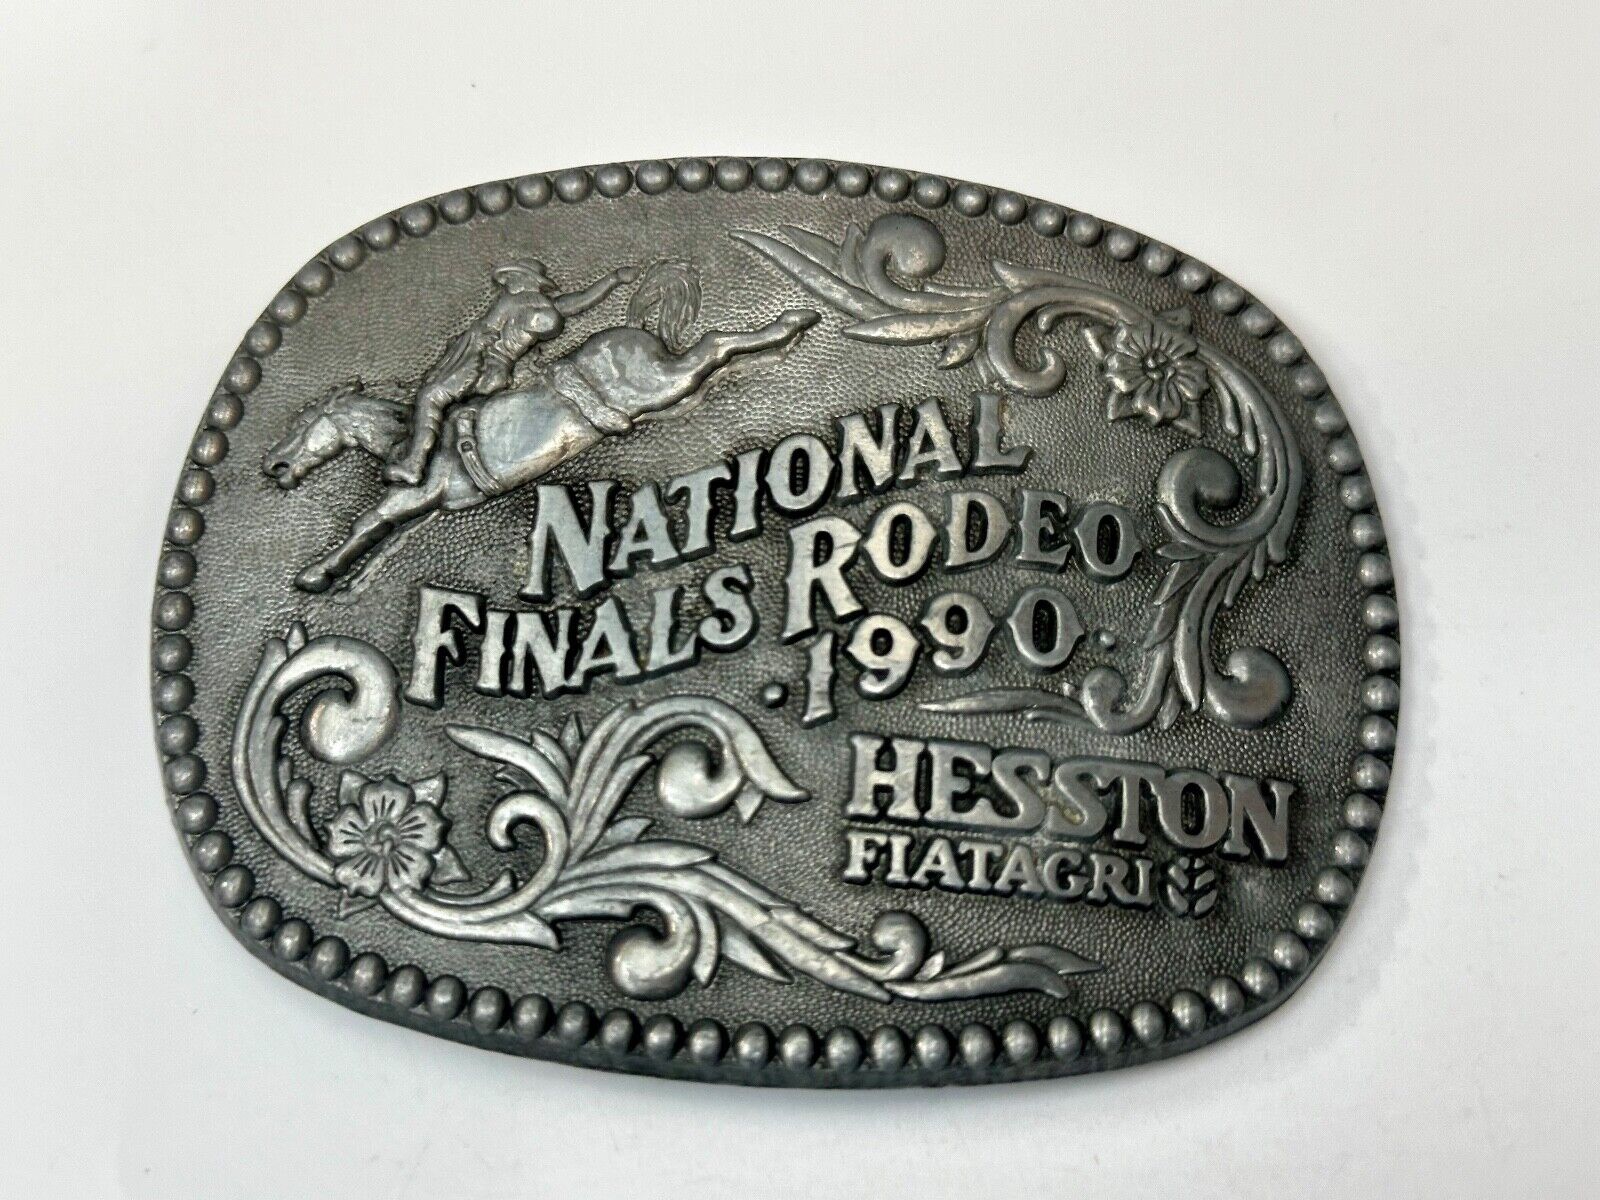 NATIONAL
FINALS RODEO
·1990·
HESSTON
FIATAGRI